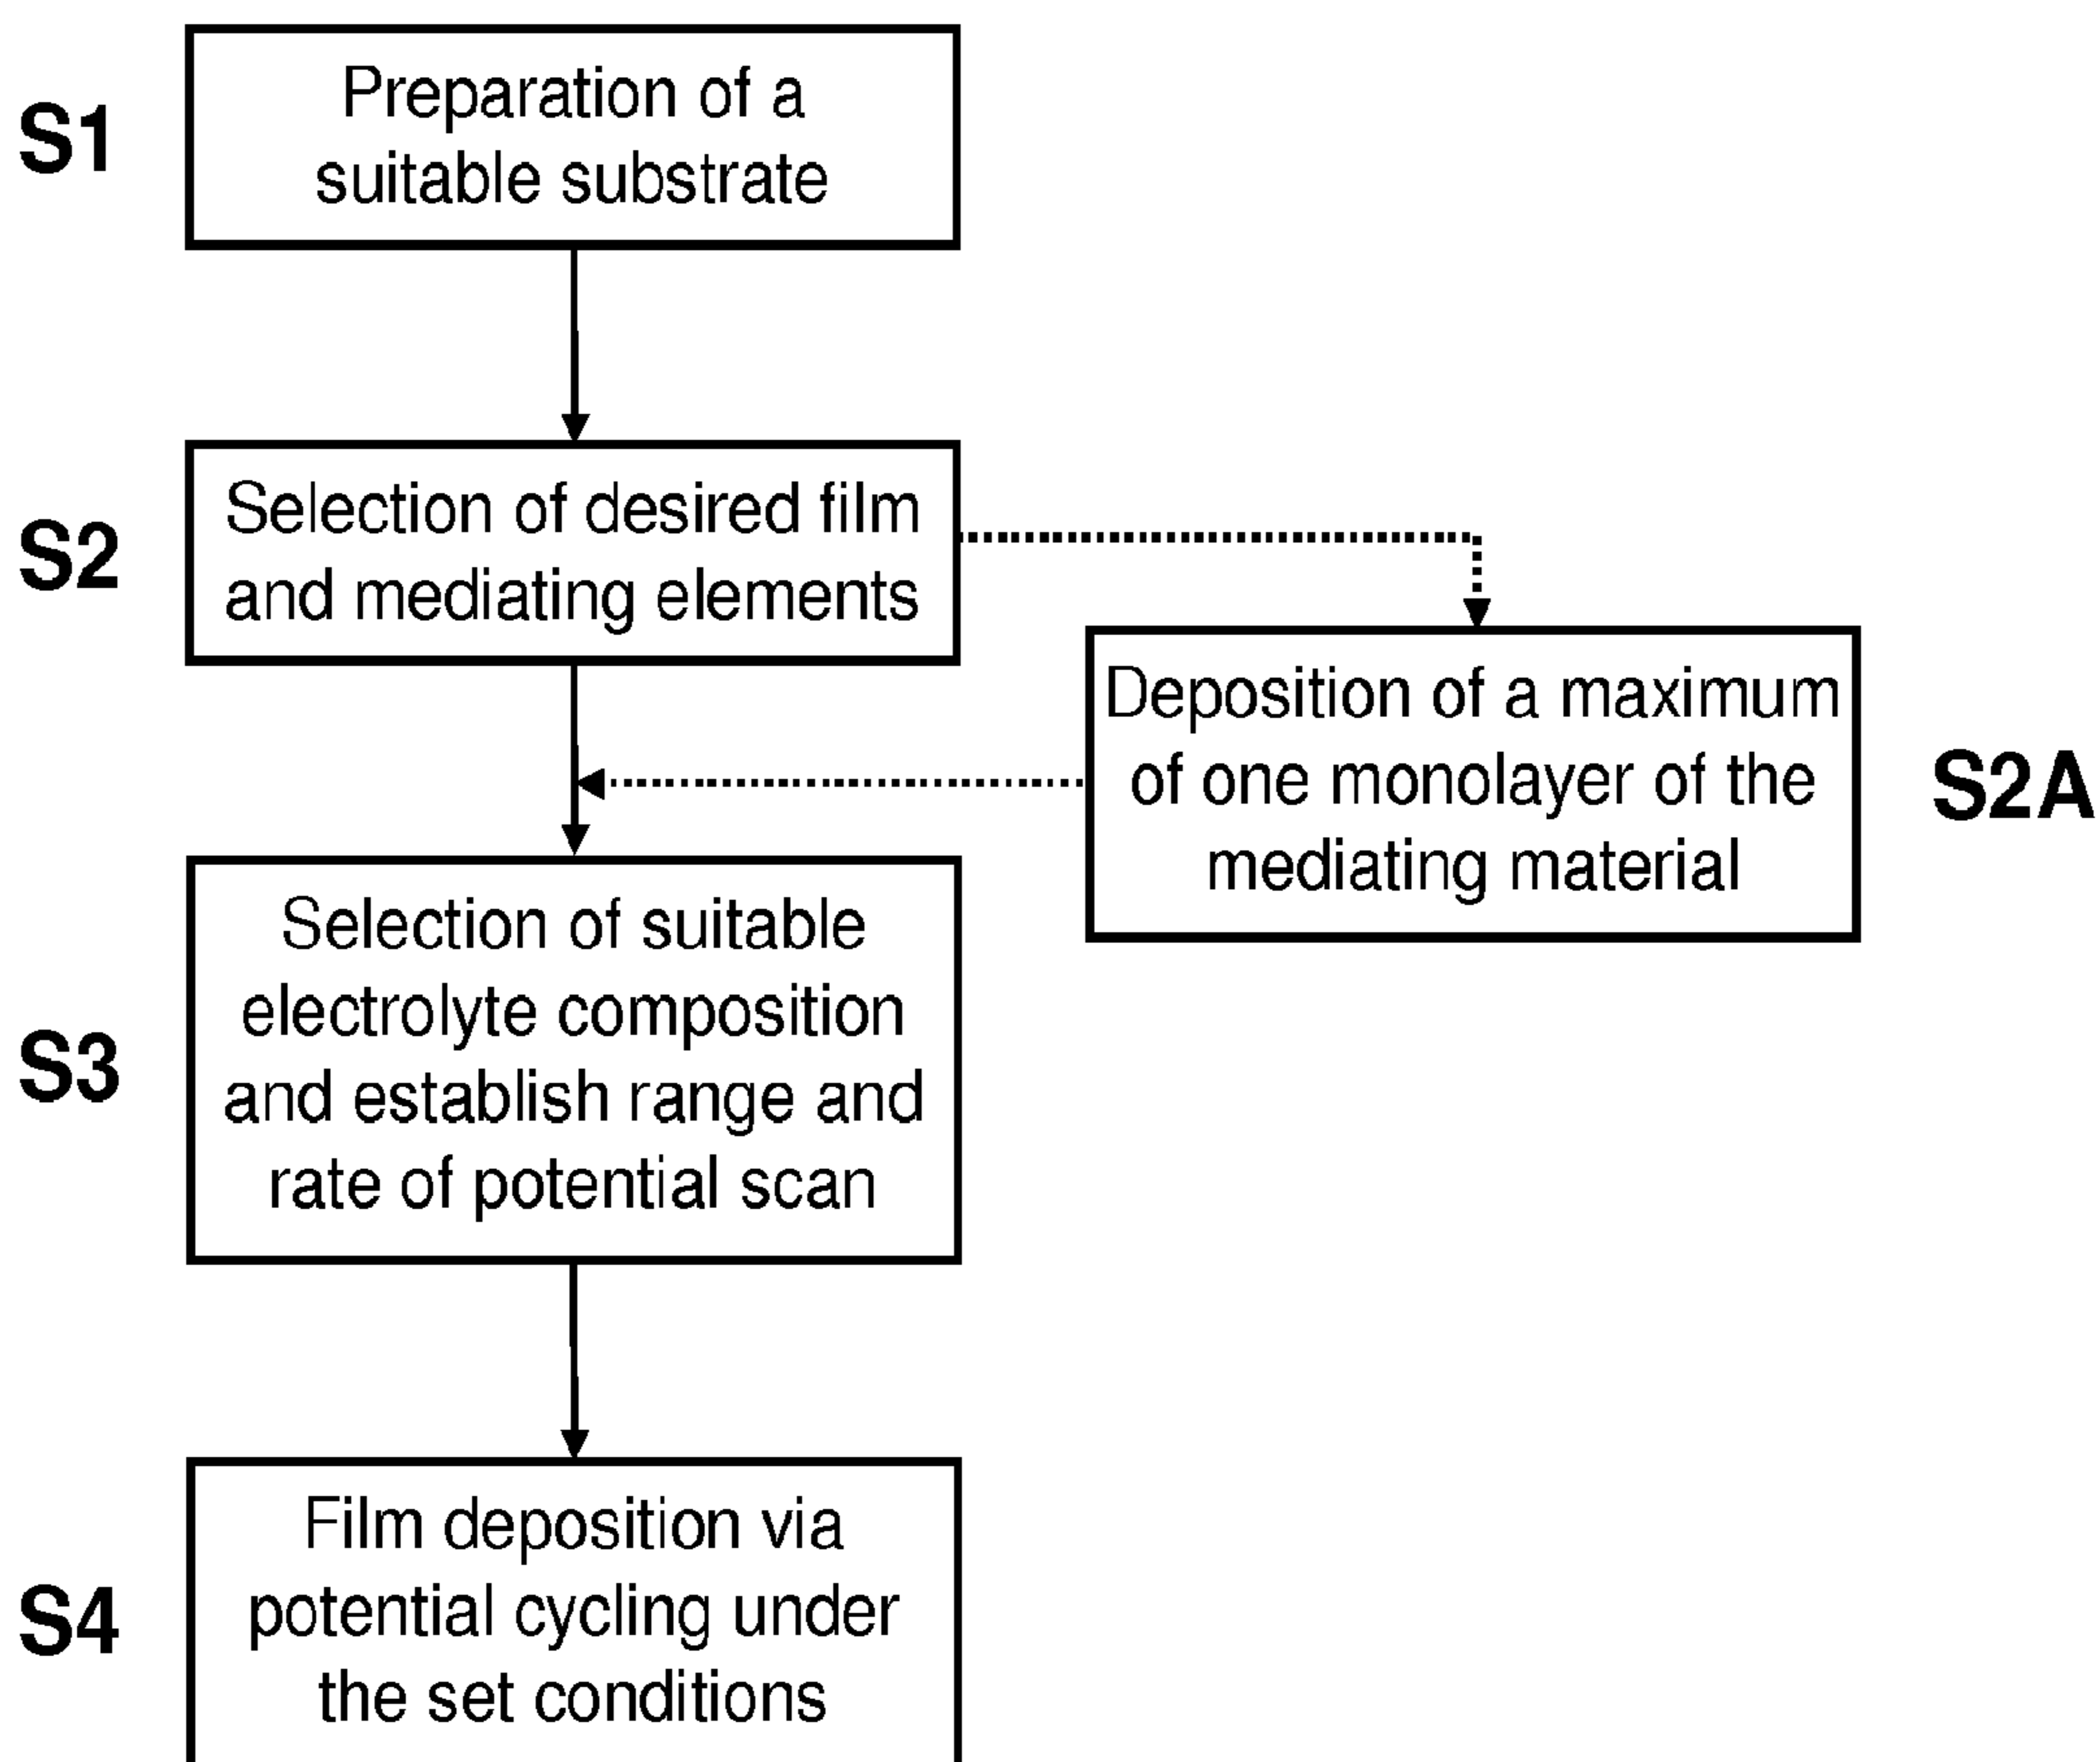 S1
Preparation of a
suitable substrate
S2
Selection of desired film
and mediating elements
Deposition of a maximum
of one monolayer of the
mediating material
S2A
S3
Selection of suitable
electrolyte composition
and establish range and
rate of potential scan
S4
Film deposition via
potential cycling under
the set conditions